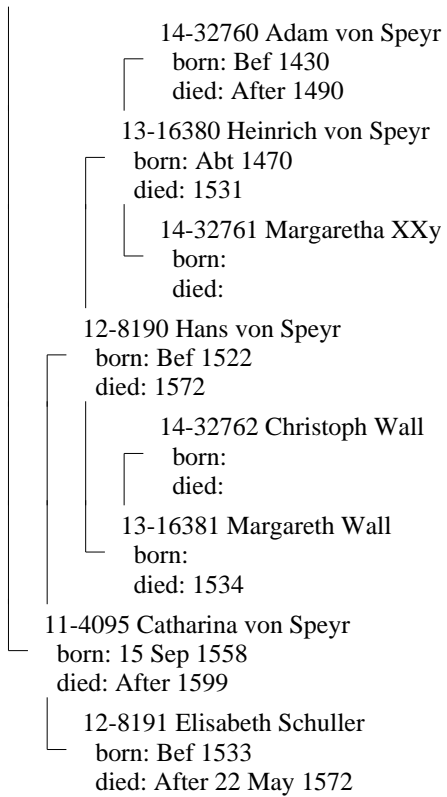 14-32760 Adam von Speyr
born: Bef 1430
died: After 1490
13-16380 Heinrich von Speyr
born: Abt 1470
died: 1531
14-32761 Margaretha XXy
born:
died:
12-8190 Hans von Speyr
born: Bef 1522
died: 1572
14-32762 Christoph Wall
born:
died:
13-16381 Margareth Wall
born:
died: 1534
11-4095 Catharina von Speyr
born: 15 Sep 1558
died: After 1599
12-8191 Elisabeth Schuller
born: Bef 1533
died: After 22 May 1572